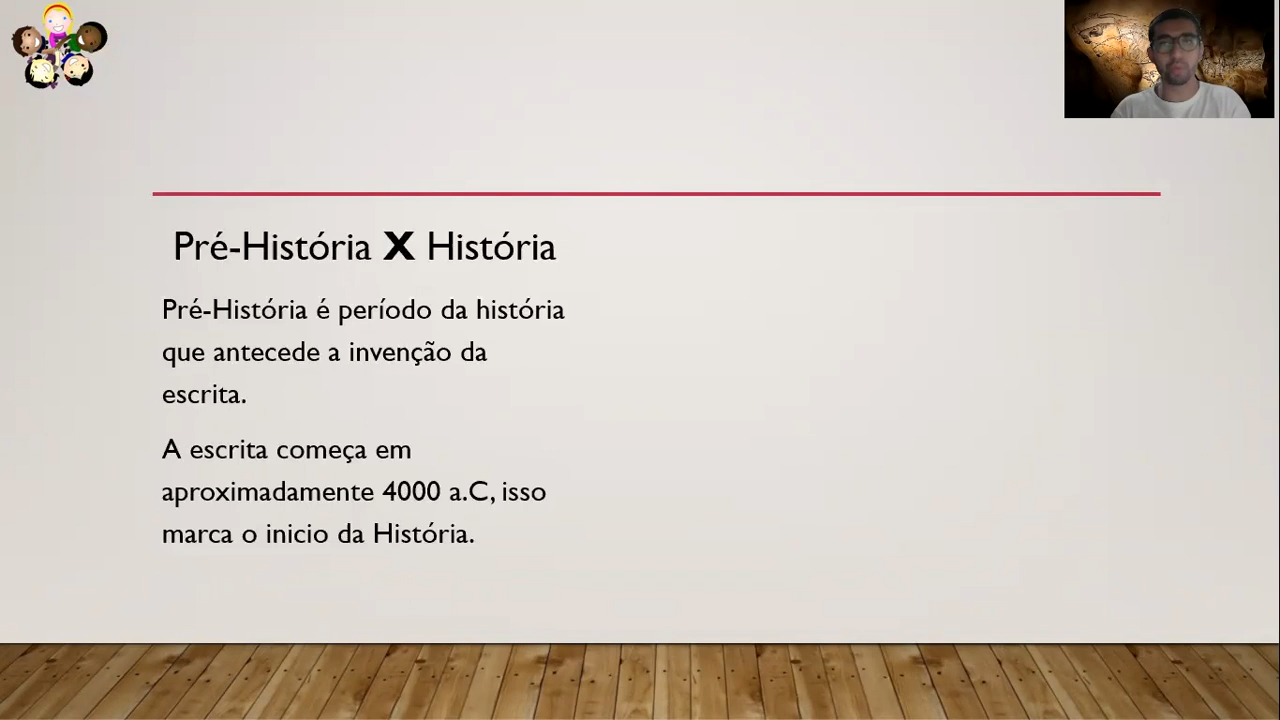 Pré-História X História
Pré-História é período da história
que antecede a invenção da
escrita.
A escrita começa em
aproximadamente 4000 a.C, isso
marca o inicio da História.